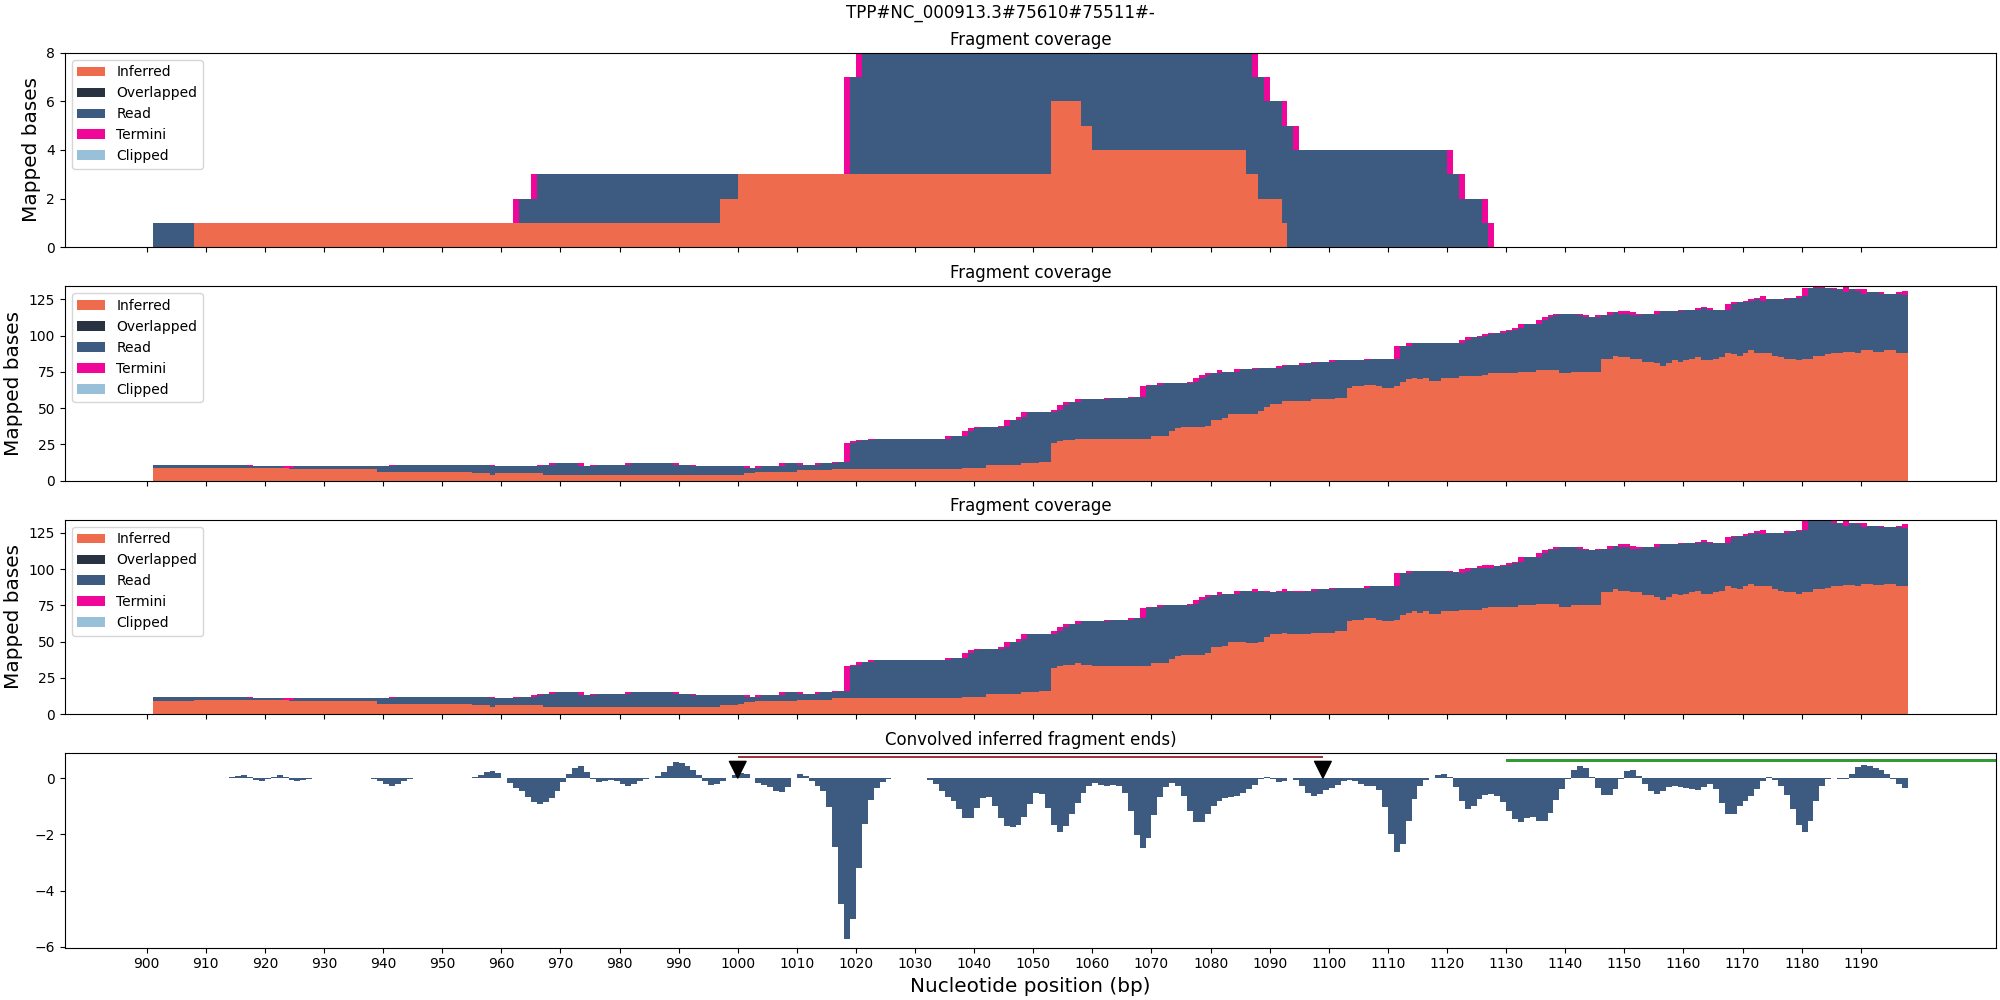 TPP#NC_000913.3#75610#75511#-
Fragment coverage
Mapped bases
8
6
4
2
0
Inferred
Overlapped
Read
Termini
Clipped
Fragment coverage
Mapped bases
125
100
75
50
25
0
Inferred
Overlapped
Read
Termini
Clipped
Fragment coverage
Mapped bases
125
100
75
50
25
0
Inferred
Overlapped
Read
Termini
Clipped
Convolved inferred fragment ends)
0
−2
−4
−6
900 910 920 930 940 950 960 970 980 990 1000 1010 1020 1030 1040 1050 1060 1070 1080 1090 1100 1110 1120 1130 1140 1150 1160 1170 1180 1190
Nucleotide position (bp)